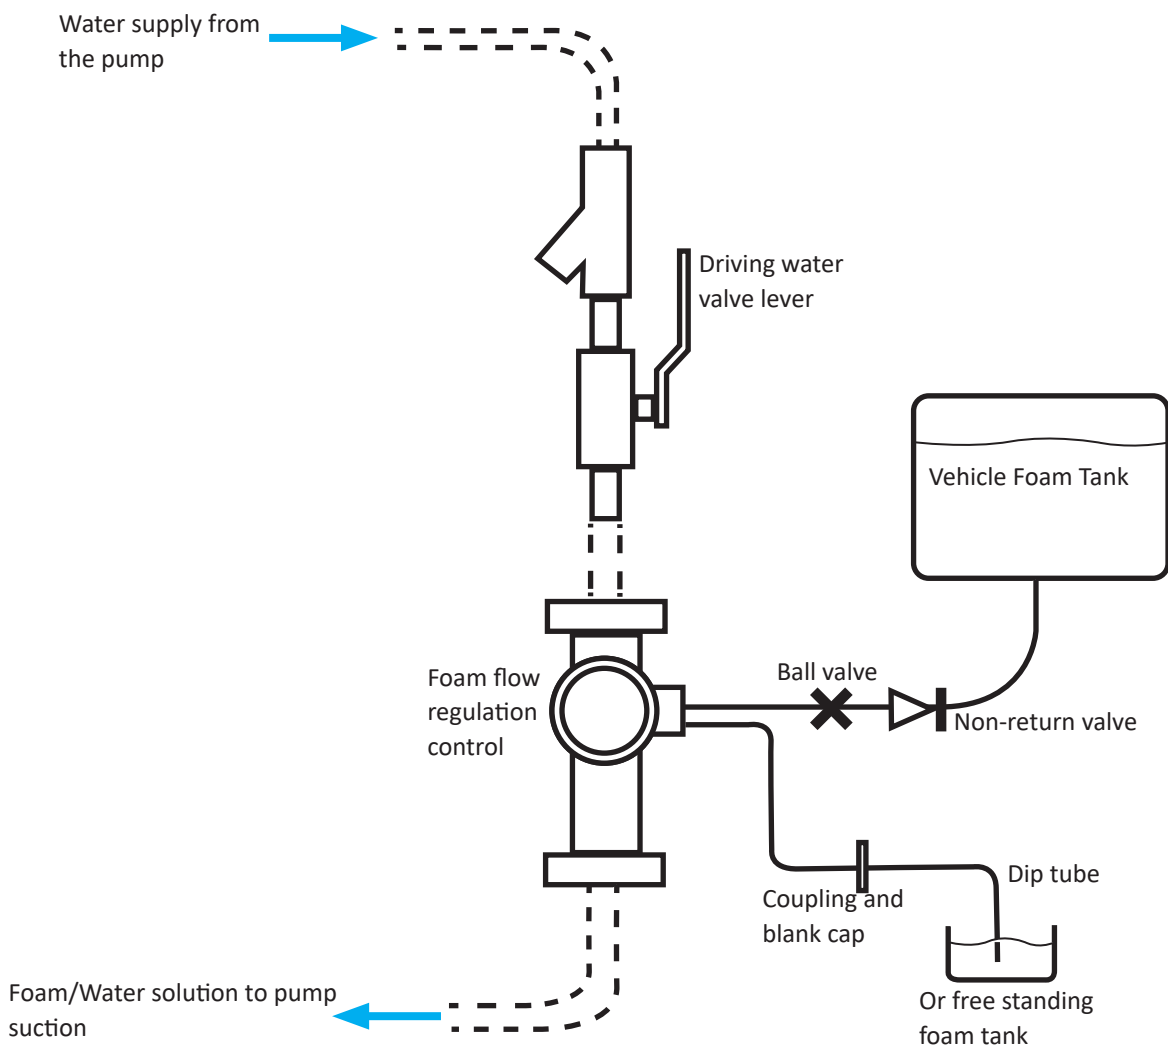 Water supply from
the pump
Driving water
valve lever
Vehicle Foam Tank
Foam flow
regulation
control
Ball valve
Non-return valve
Dip tube
Coupling and
blank cap
Or free standing
foam tank
Foam/Water solution to pump
suction